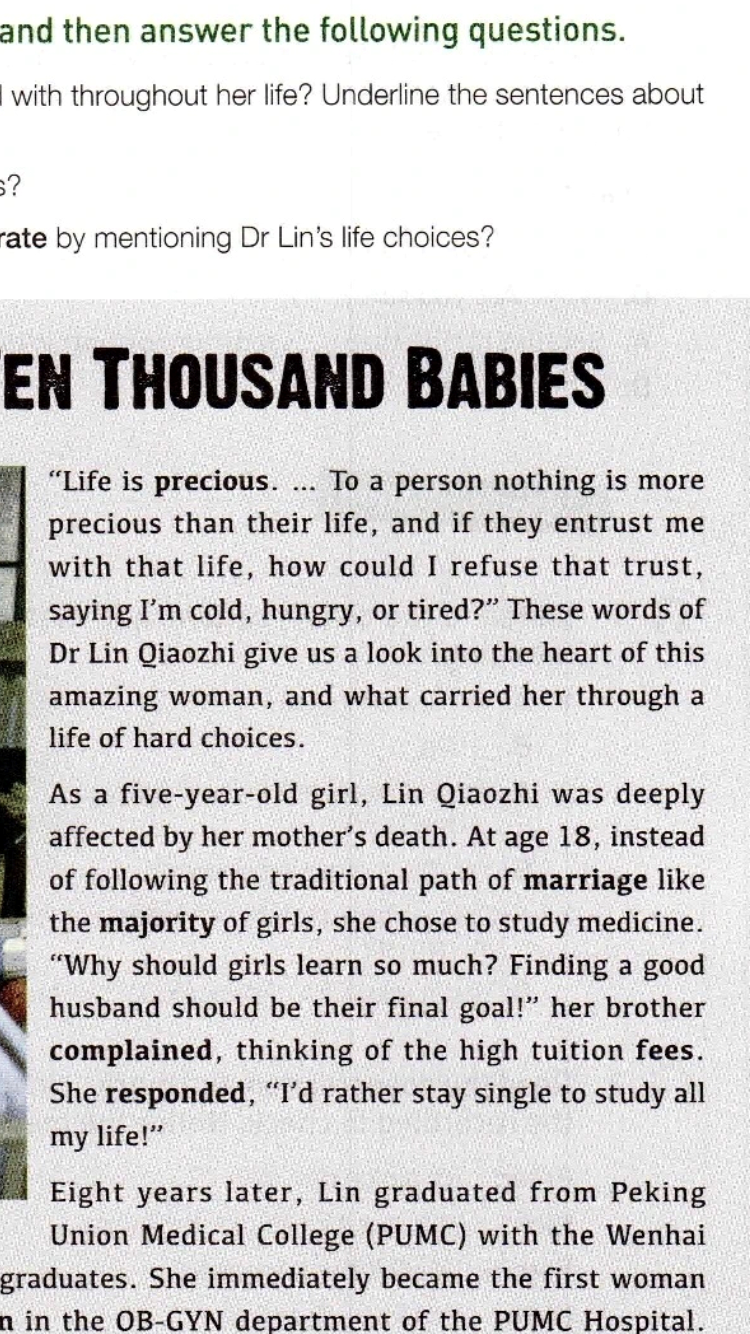 and then answer the following questions.
with throughout her life? Underline the sentences about
s?
rate by mentioning Dr Lin's life choices?
EN THOUSAND BABIES
“Life is precious. ... To a person nothing is more
precious than their life, and if they entrust me
with that life, how could I refuse that trust,
saying I'm cold, hungry, or tired?” These words of
Dr Lin Qiaozhi give us a look into the heart of this
amazing woman, and what carried her through a
life of hard choices.
As a five-year-old girl, Lin Qiaozhi was deeply
affected by her mother's death. At age 18, instead
of following the traditional path of marriage like
the majority of girls, she chose to study medicine.
“Why should girls learn so much? Finding a good
husband should be their final goal!” her brother
complained, thinking of the high tuition fees.
She responded, “I'd rather stay single to study all
my life!”
Eight years later, Lin graduated from Peking
Union Medical College (PUMC) with the Wenhai
graduates. She immediately became the first woman
n in the OB-GYN department of the PUMC Hospital.